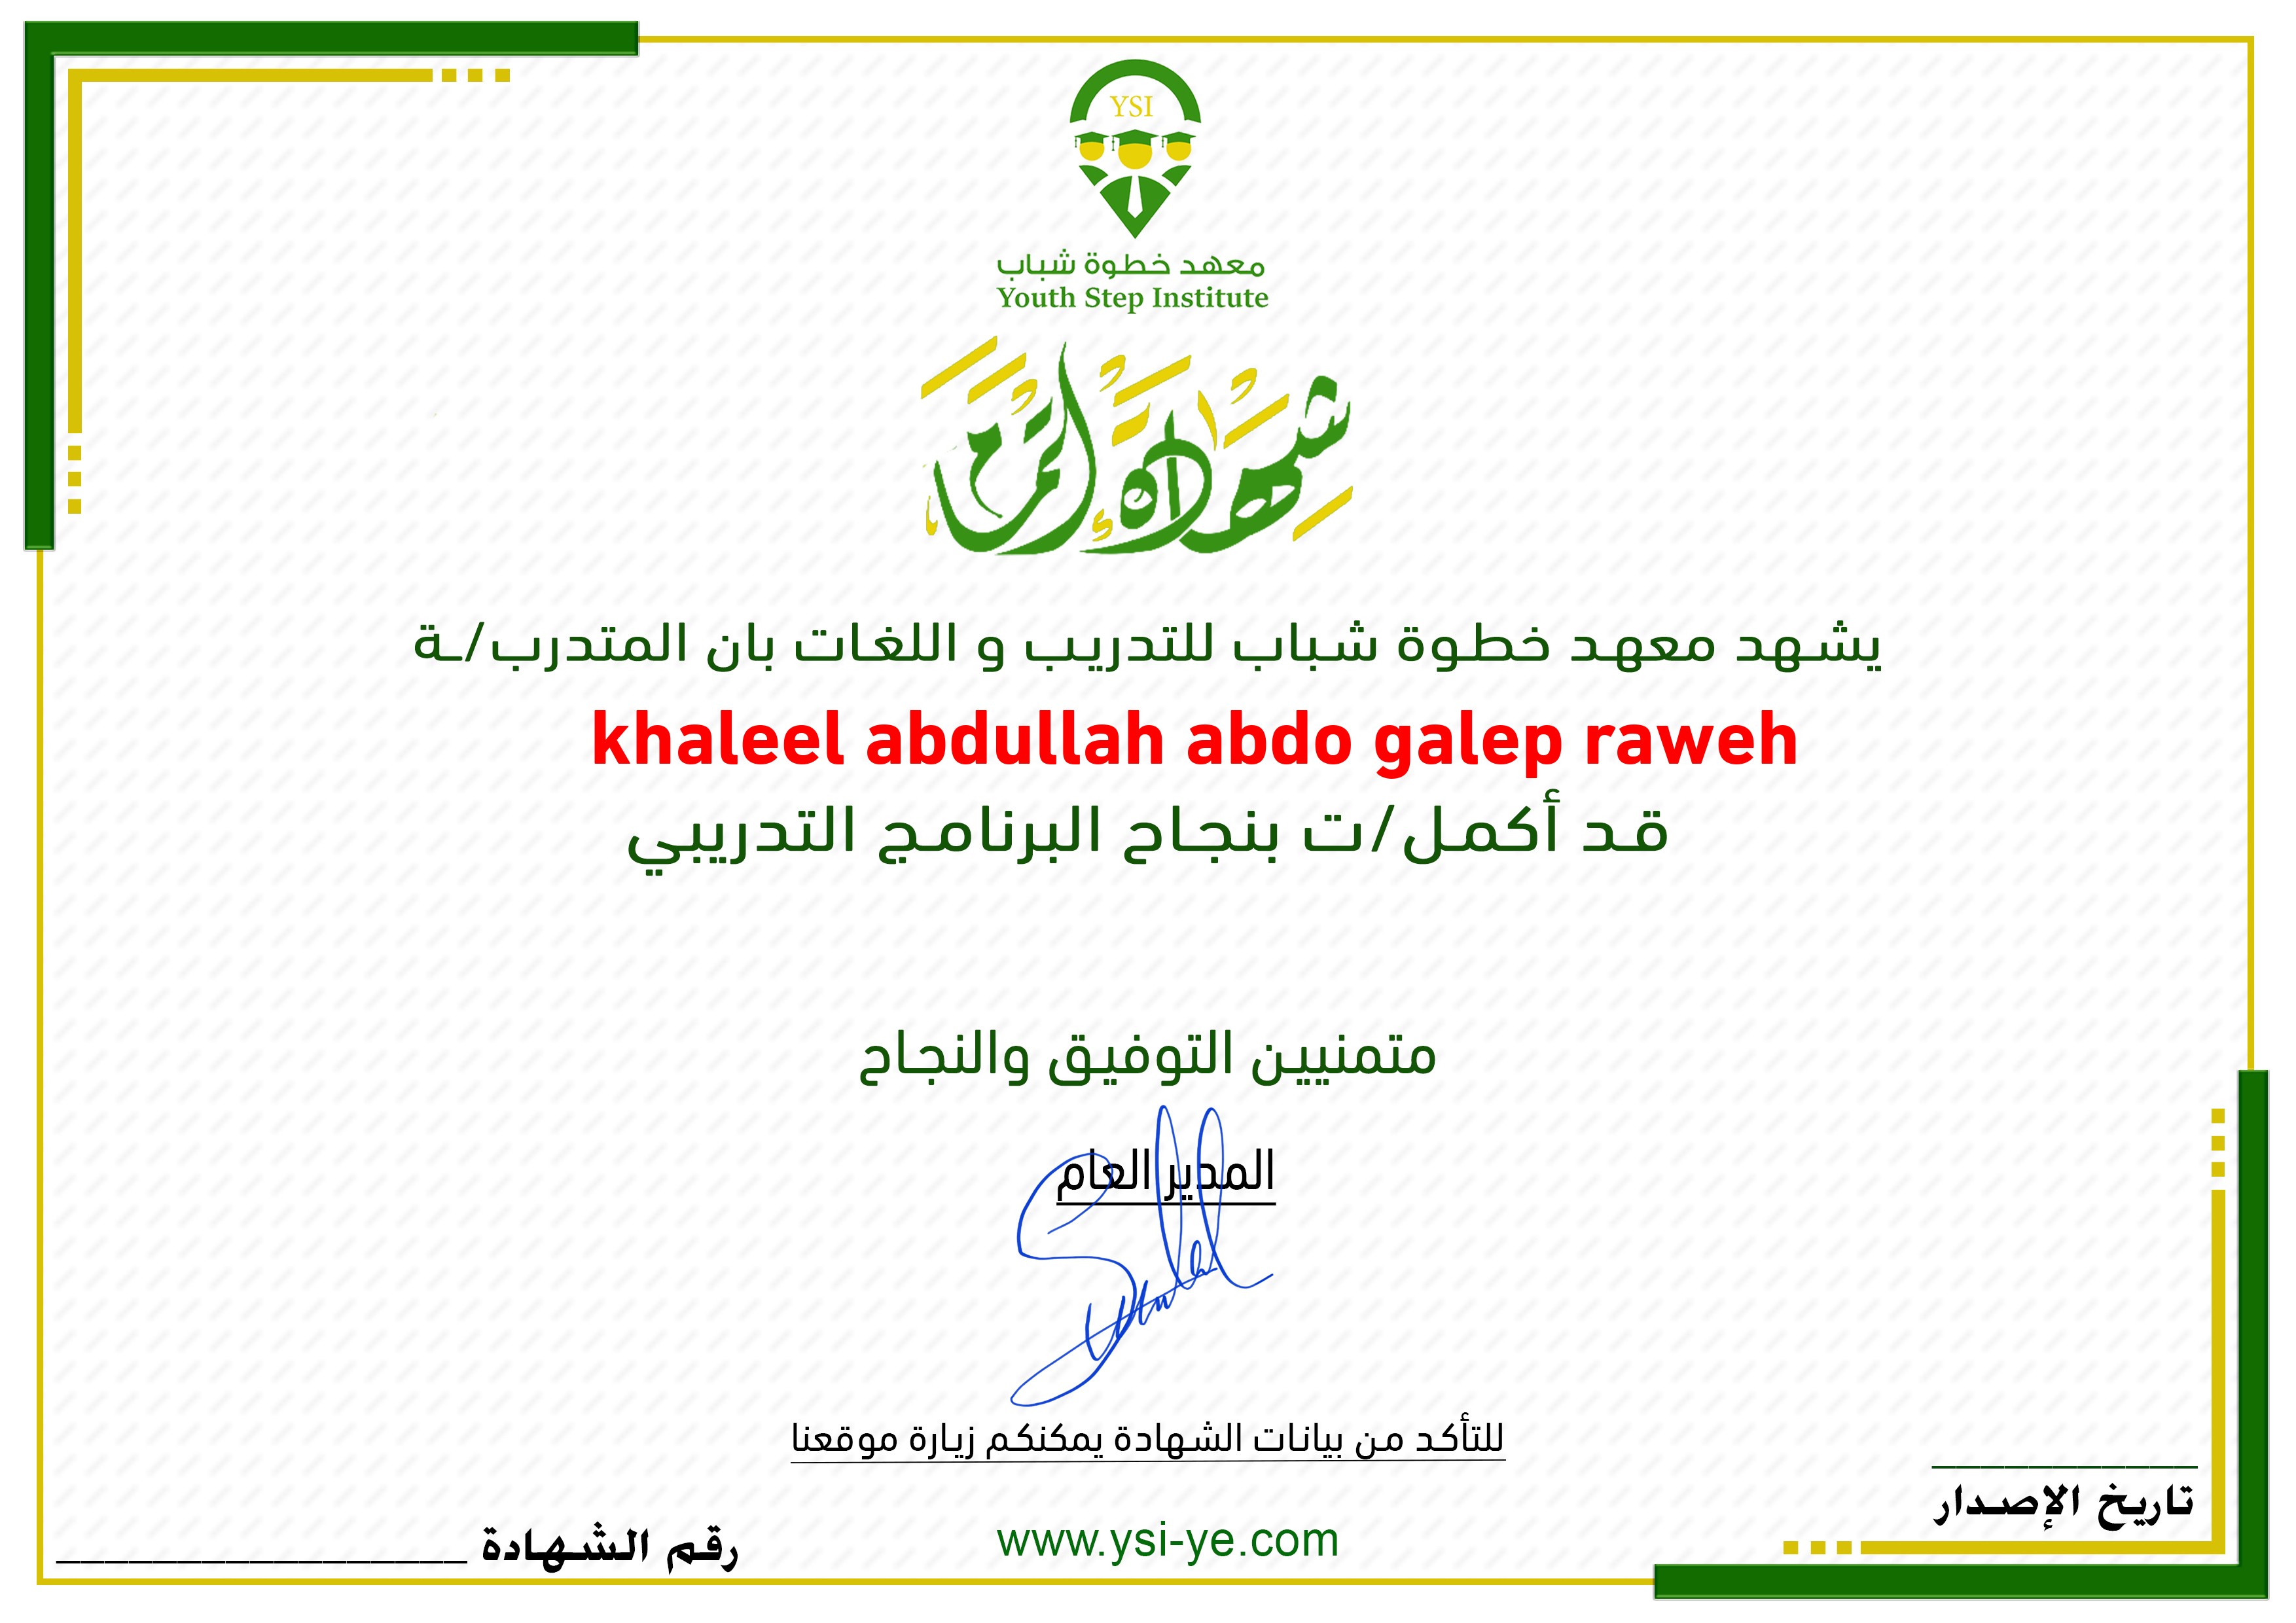 YSI
معهد خطوة شباب
Youth Step Institute
شهادة إتمام
يشهد معهد خطوة شباب للتدريب و اللغات بان المتدرب/ـة
khaleel abdullah abdo galep raweh
قد أكمل/ت بنجاح البرنامج التدريبي
متمنيين التوفيق والنجاح
المدير العام
للتأكد من بيانات الشهادة يمكنكم زيارة موقعنا
تاريخ الإصدار
www.ysi-ye.com
رقم الشهادة